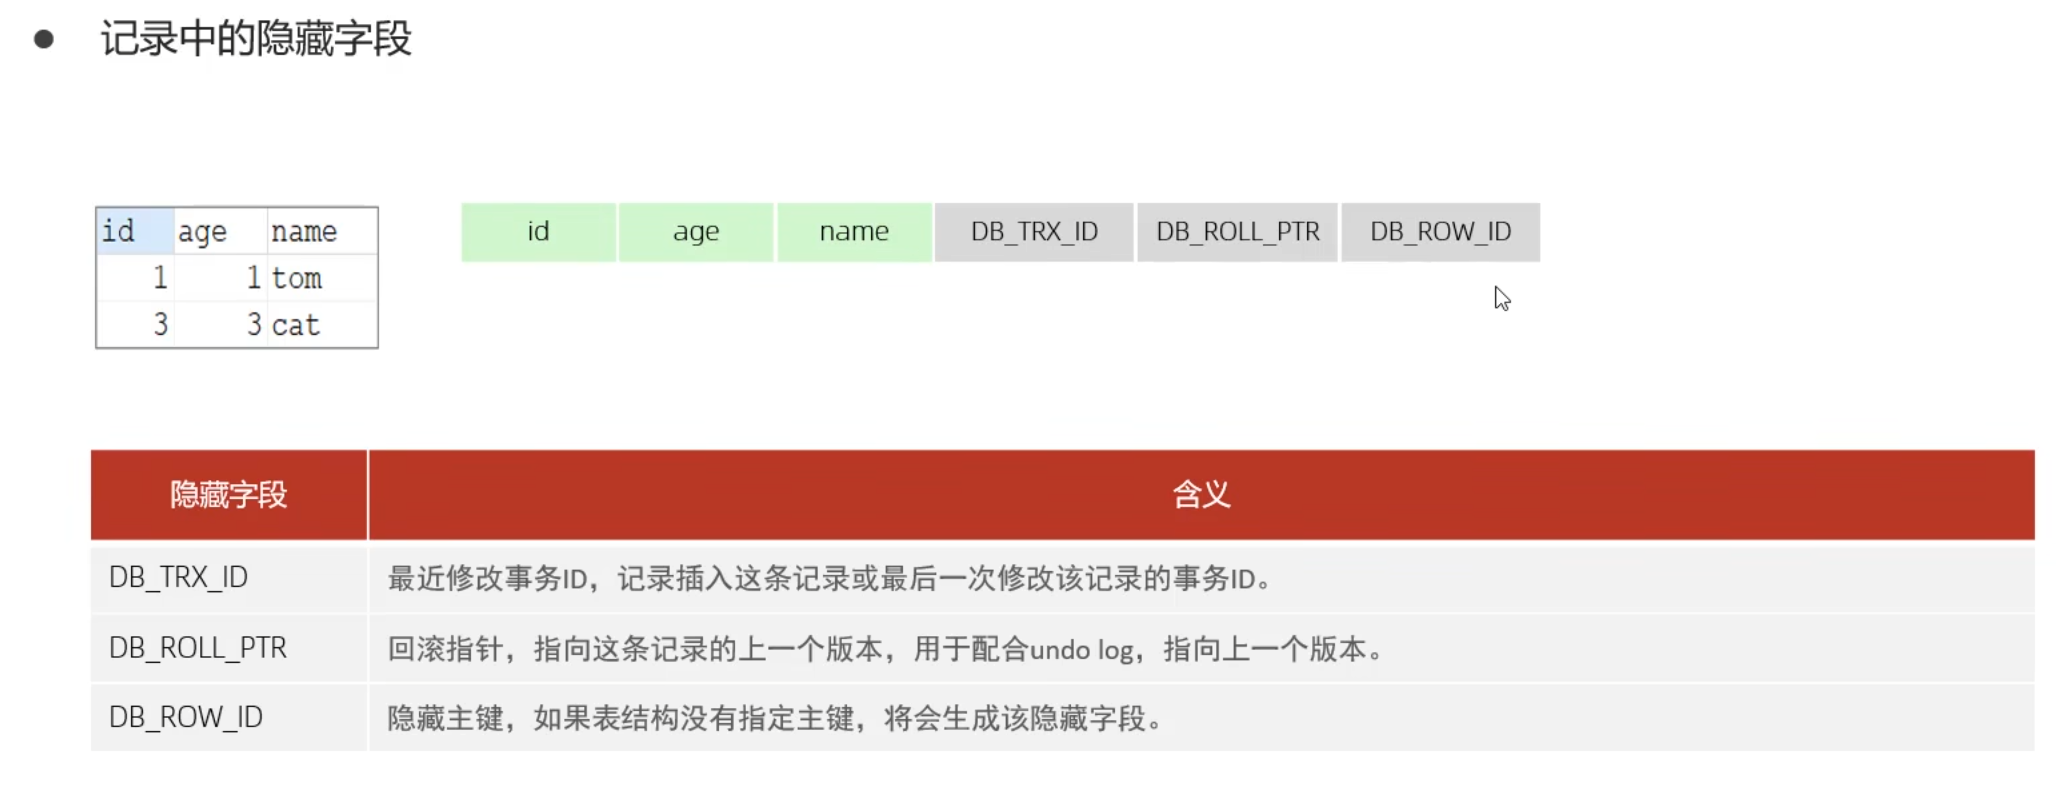 记录中的隐藏字段
id age name
1 1 tom
3 3 cat
id age name DB_TRX_ID DB_ROLL_PTR DB_ROW_ID
隐藏字段 含义
DB_TRX_ID 最近修改事务ID，记录插入这条记录或最后一次修改该记录的事务ID。
DB_ROLL_PTR 回滚指针，指向这条记录的上一个版本，用于配合undo log，指向上一个版本。
DB_ROW_ID 隐藏主键，如果表结构没有指定主键，将会生成该隐藏字段。